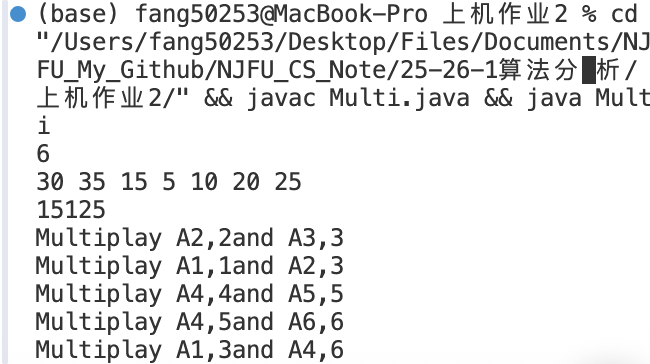 (base) fang50253@MacBook-Pro 上机作业2 % cd
"/Users/fang50253/Desktop/Files/Documents/NJ
FU_My_Github/NJFU_CS_Note/25-26-1算法分析/
上机作业2/" && javac Multi.java && java Mult
i
6
30 35 15 5 10 20 25
15125
Multiplay A2,2and A3,3
Multiplay A1,1and A2,3
Multiplay A4,4and A5,5
Multiplay A4,5and A6,6
Multiplay A1,3and A4,6